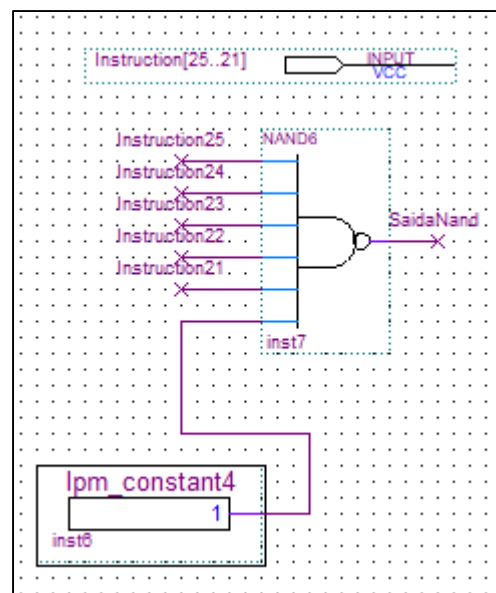 Instruction[25..21] INPUT
VCC
Instruction25 NAND6
Instruction24
Instruction23
Instruction22
Instruction21
SaidaNand
inst7
lpm_constant4
1
inst6